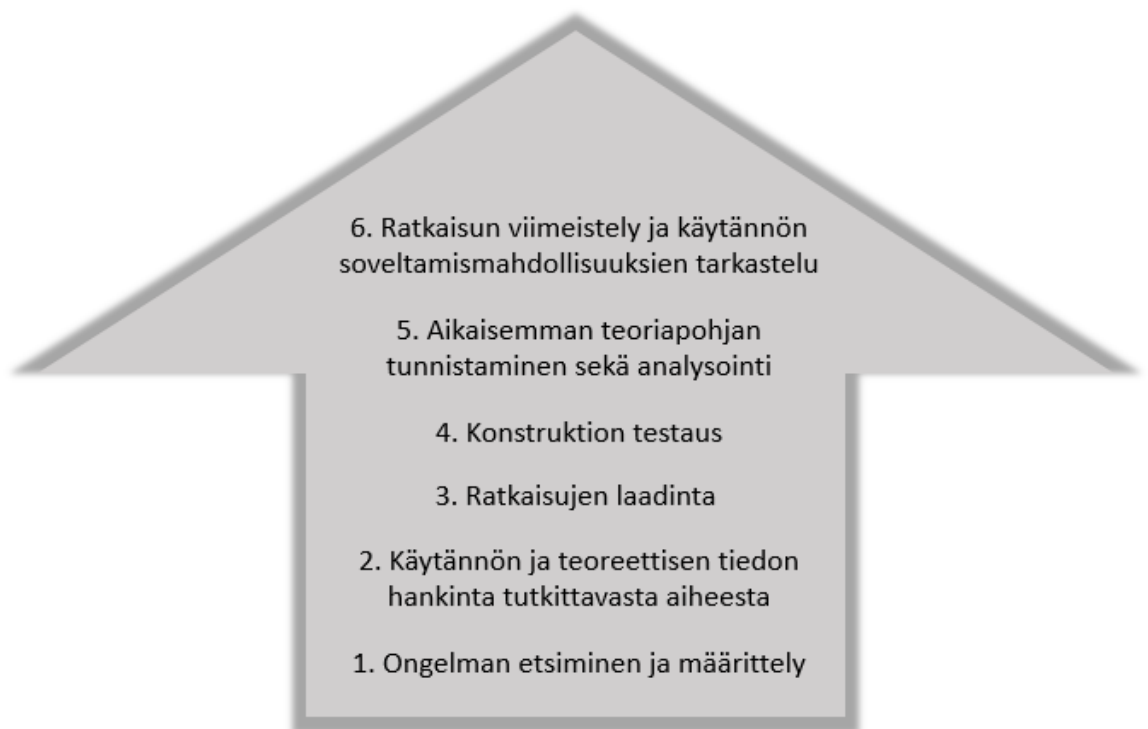 6. Ratkaisun viimeistely ja käytännön
soveltamismahdollisuuksien tarkastelu
5. Aikaisemman teoriapohjan
tunnistaminen sekä analysointi
4. Konstruktion testaus
3. Ratkaisujen laadinta
2. Käytännön ja teoreettisen tiedon
hankinta tutkittavasta aiheesta
1. Ongelman etsiminen ja määrittely